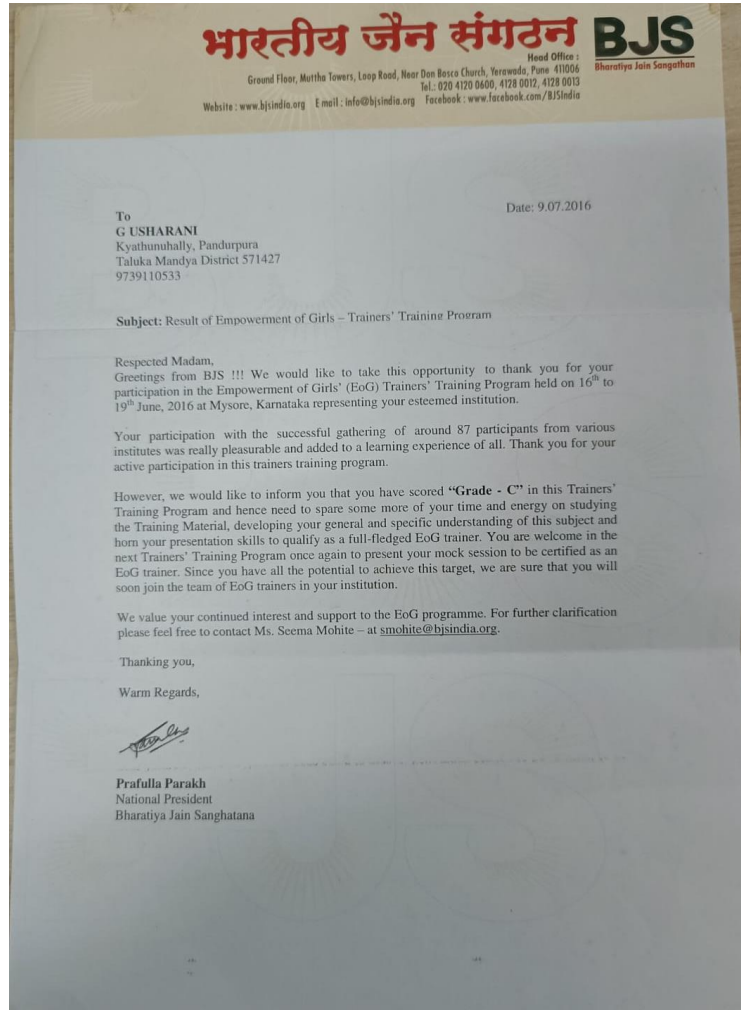 भारतीय जैन संगठन BJS
Bharatiya Jain Sangathan
Head Office :
Ground Floor, Muttha Towers, Loop Road, Near Don Bosco Church, Yerawada, Pune 411006
Tel.: 020 4120 0600, 4128 0012, 4128 0013
Website : www.bjsindia.org E mail : info@bjsindia.org Facebook : www.facebook.com/BJSIndia
Date: 9.07.2016
To
G USHARANI
Kyathunuhally, Pandurpura
Taluka Mandya District 571427
9739110533
Subject: Result of Empowerment of Girls – Trainers' Training Program
Respected Madam,
Greetings from BJS !!! We would like to take this opportunity to thank you for your
participation in the Empowerment of Girls' (EoG) Trainers' Training Program held on 16th to
19th June, 2016 at Mysore, Karnataka representing your esteemed institution.
Your participation with the successful gathering of around 87 participants from various
institutes was really pleasurable and added to a learning experience of all. Thank you for your
active participation in this trainers training program.
However, we would like to inform you that you have scored “Grade - C” in this Trainers'
Training Program and hence need to spare some more of your time and energy on studying
the Training Material, developing your general and specific understanding of this subject and
horn your presentation skills to qualify as a full-fledged EoG trainer. You are welcome in the
next Trainers' Training Program once again to present your mock session to be certified as an
EoG trainer. Since you have all the potential to achieve this target, we are sure that you will
soon join the team of EoG trainers in your institution.
We value your continued interest and support to the EoG programme. For further clarification
please feel free to contact Ms. Seema Mohite – at smohite@bjsindia.org.
Thanking you,
Warm Regards,
Prafulla Parakh
National President
Bharatiya Jain Sanghatana